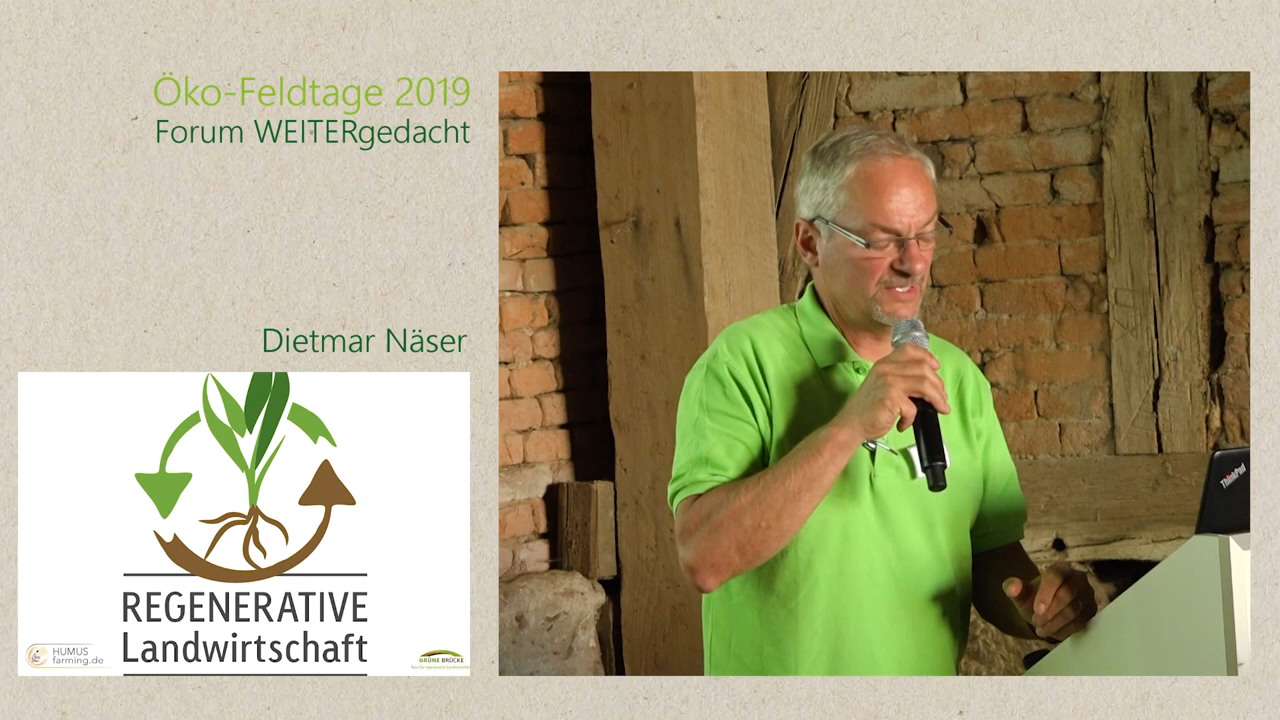 Öko-Feldtage 2019
Forum WEITERgedacht
Dietmar Näser
REGENERATIVE
Landwirtschaft
HUMUS
farming.de
GRÜNE BRÜCKE
ThinkPad